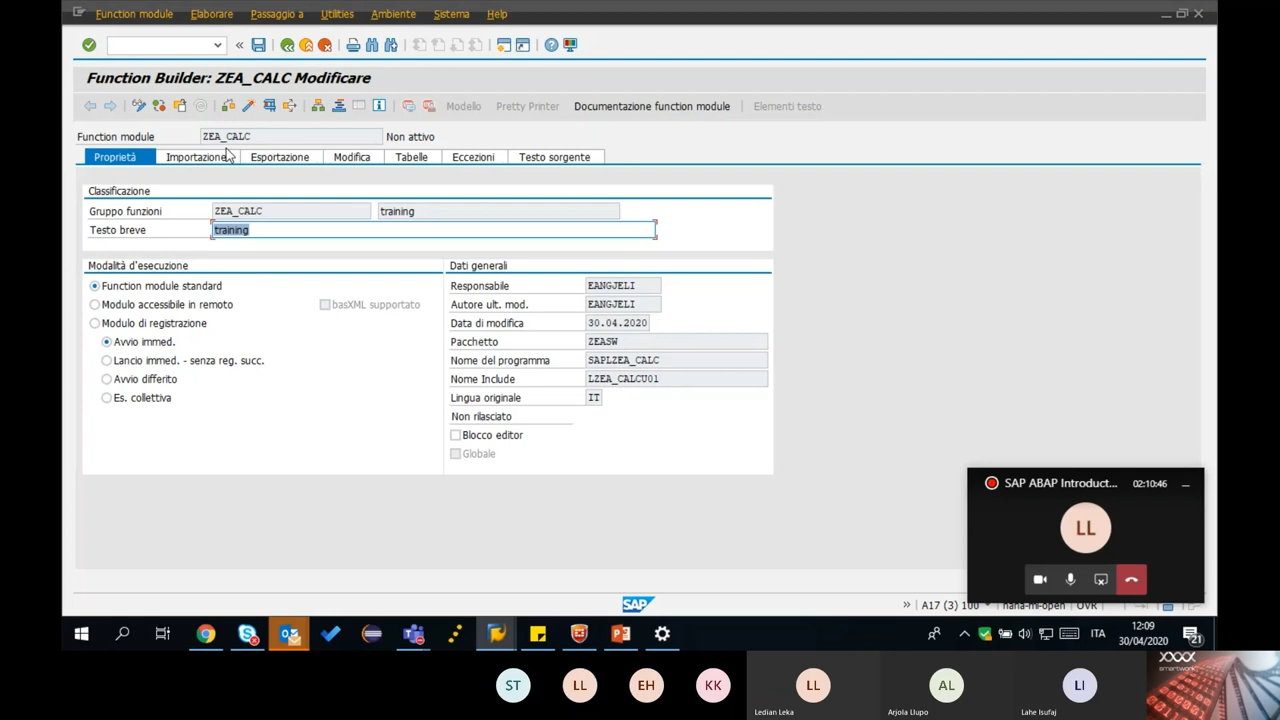 Function module Elaborare Passaggio a Utilities Ambiente Sistema Help
Function Builder: ZEA_CALC Modificare
Modello Pretty Printer Documentazione function module Elementi testo
Function module ZEA_CALC Non attivo
Proprietà Importazione Esportazione Modifica Tabelle Eccezioni Testo sorgente
Classificazione
Gruppo funzioni ZEA_CALC training
Testo breve training
Modalità d'esecuzione
Function module standard
Modulo accessibile in remoto basXML supportato
Modulo di registrazione
Avvio immed.
Lancio immed. - senza reg. succ.
Avvio differito
Es. collettiva
Dati generali
Responsabile EANGJELI
Autore ult. mod. EANGJELI
Data di modifica 30.04.2020
Pacchetto ZEASW
Nome del programma SAPLZEA_CALC
Nome Include LZEA_CALCU01
Lingua originale IT
Non rilasciato
Blocco editor
Globale
SAP ABAP Introduct... 02:10:46
LL
SAP
A17 (3) 100 hana-mi-open OVR
ITA
12:09
30/04/2020
21
ST LL EH KK LL AL LI
Ledian Leka Arjola Llupo Lahe Isufaj
xxxx
smartwork